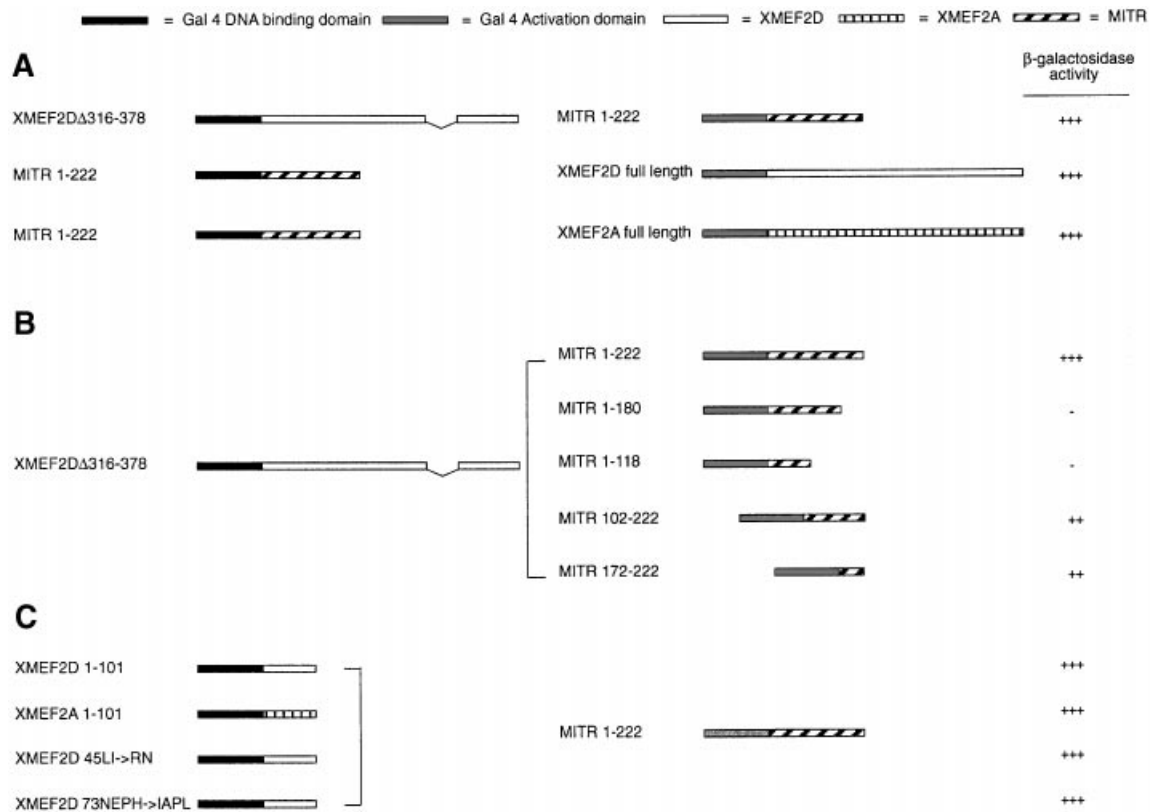 = Gal 4 DNA binding domain = Gal 4 Activation domain = XMEF2D = XMEF2A = MITR
A
β-galactosidase
activity
XMEF2DΔ316-378 MITR 1-222 +++
MITR 1-222 XMEF2D full length +++
MITR 1-222 XMEF2A full length +++
B
MITR 1-222 +++
MITR 1-180 -
MITR 1-118 -
XMEF2DΔ316-378
MITR 102-222 ++
MITR 172-222 ++
C
XMEF2D 1-101 +++
XMEF2A 1-101 +++
MITR 1-222
XMEF2D 45LI->RN +++
XMEF2D 73NEPH->IAPL +++